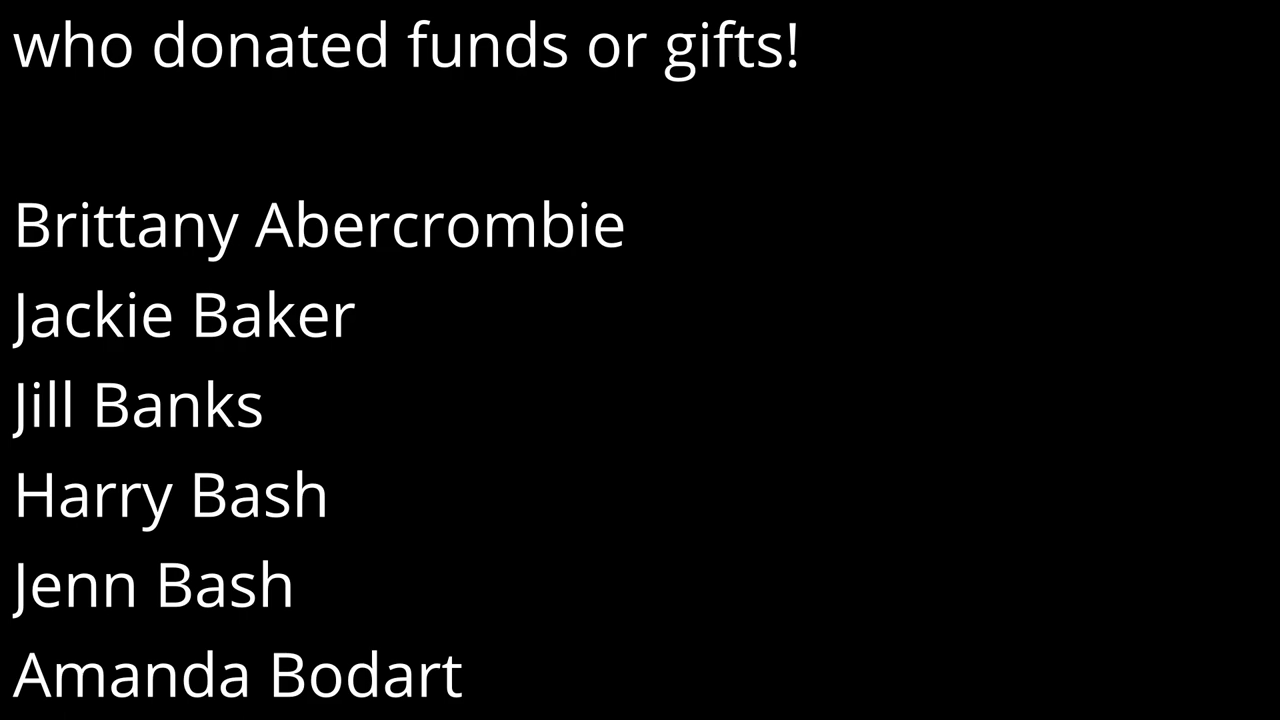 who donated funds or gifts!
Brittany Abercrombie
Jackie Baker
Jill Banks
Harry Bash
Jenn Bash
Amanda Bodart